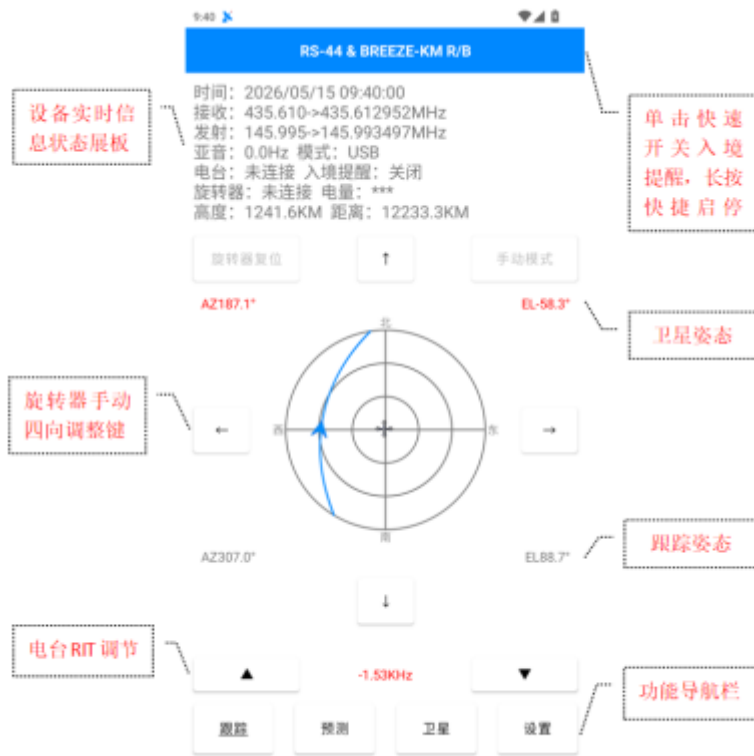 9:40
RS-44 & BREEZE-KM R/B
时间：2026/05/15 09:40:00
接收：435.610->435.612952MHz
发射：145.995->145.993497MHz
亚音：0.0Hz 模式：USB
电台：未连接 入境提醒：关闭
旋转器：未连接 电量：***
高度：1241.6KM 距离：12233.3KM
设备实时信
息状态展板
单击快速
开关入境
提醒，长按
快捷启停
旋转器复位
↑
手动模式
AZ187.1°
EL-58.3°
卫星姿态
北
旋转器手动
四向调整键
←
西
东
→
南
AZ307.0°
EL88.7°
跟踪姿态
↓
电台 RIT 调节
▲
-1.53KHz
▼
功能导航栏
跟踪
预测
卫星
设置